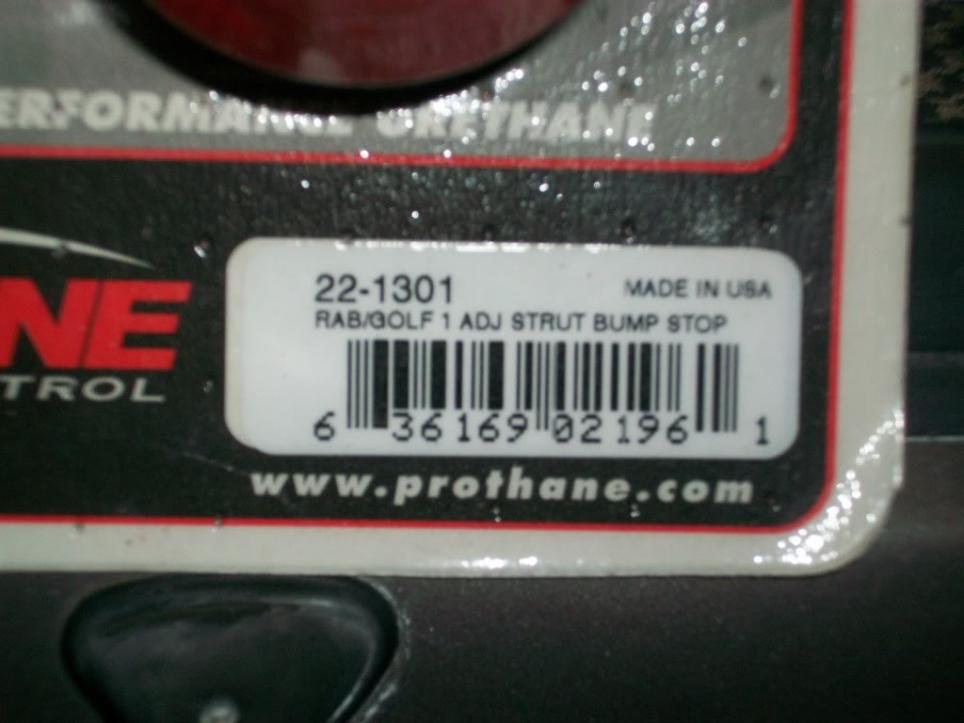 ERFORMANCE URETHANE
NE
TROL
22-1301 MADE IN USA
RAB/GOLF 1 ADJ STRUT BUMP STOP
6 36169 02196 1
www.prothane.com